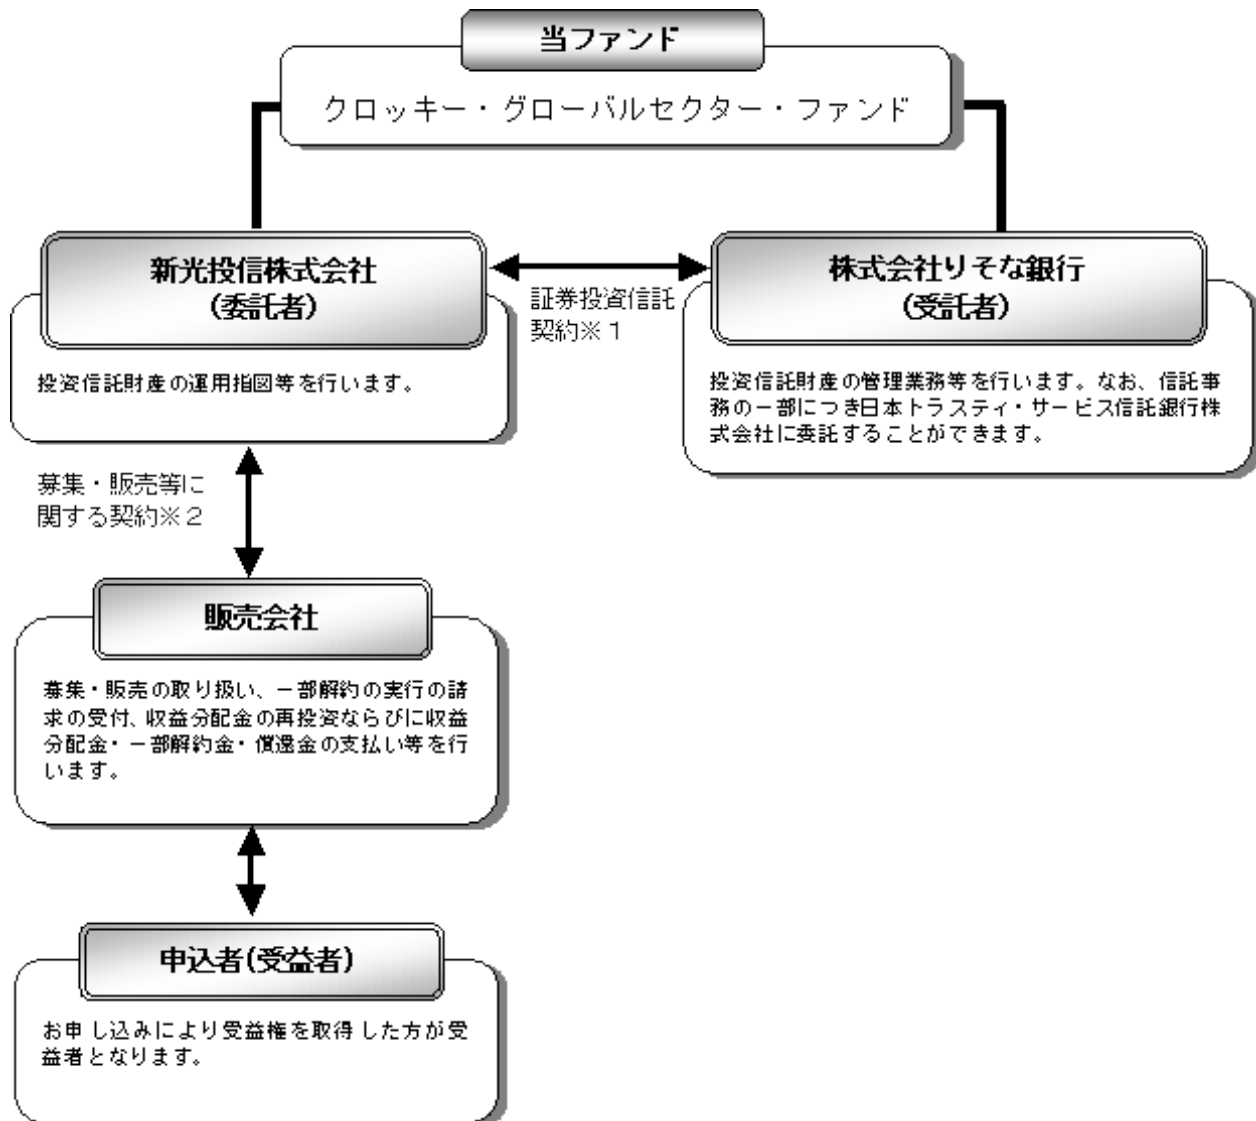 当ファンド
クロッキー・グローバルセクター・ファンド
新光投信株式会社
(委託者)
投資信託財産の運用指図等を行います。
証券投資信託
契約※１
株式会社りそな銀行
(受託者)
投資信託財産の管理業務等を行います。なお、信託事
務の一部につき日本トラスティ・サービス信託銀行株
式会社に委託することができます。
募集・販売等に
関する契約※２
販売会社
募集・販売の取り扱い、一部解約の実行の請
求の受付、収益分配金の再投資ならびに収益
分配金・一部解約金・償還金の支払い等を行
います。
申込者(受益者)
お申し込みにより受益権を取得した方が受
益者となります。